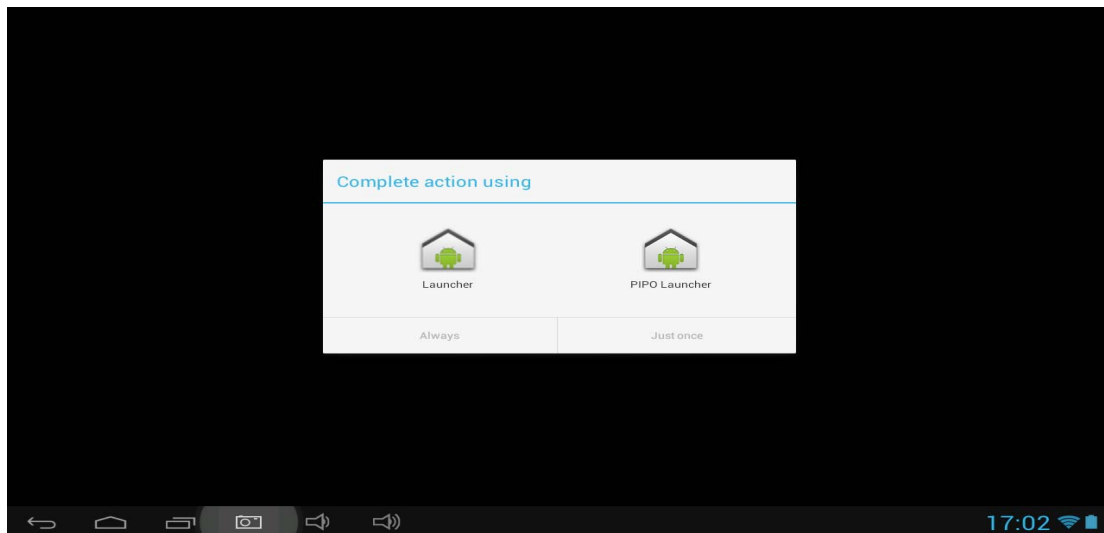 Complete action using
Launcher
PIPO Launcher
Always
Just once
17:02